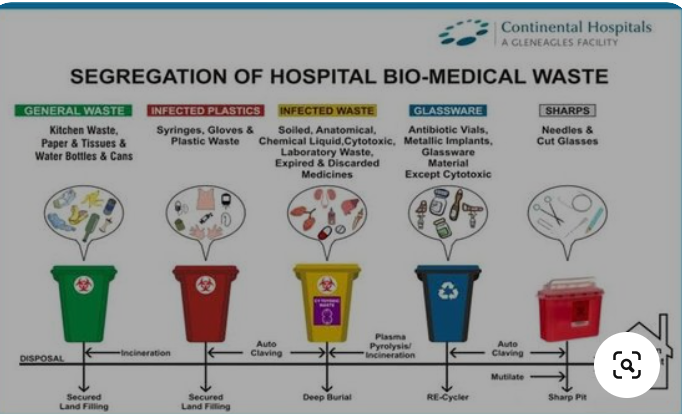 Continental Hospitals
A GLENEAGLES FACILITY
SEGREGATION OF HOSPITAL BIO-MEDICAL WASTE
GENERAL WASTE
Kitchen Waste,
Paper & Tissues &
Water Bottles & Cans
INFECTED PLASTICS
Syringes, Gloves &
Plastic Waste
INFECTED WASTE
Soiled, Anatomical,
Chemical Liquid,Cytotoxic,
Laboratory Waste,
Expired & Discarded
Medicines
GLASSWARE
Antibiotic Vials,
Metallic Implants,
Glassware
Material
Except Cytotoxic
SHARPS
Needles &
Cut Glasses
CYTOTOXIC
WASTE
DISPOSAL
Incineration
Auto
Claving
Plasma
Pyrolysis/
Incineration
Auto
Claving
Mutilate
Secured
Land Filling
Secured
Land Filling
Deep Burial
RE-Cycler
Sharp Pit